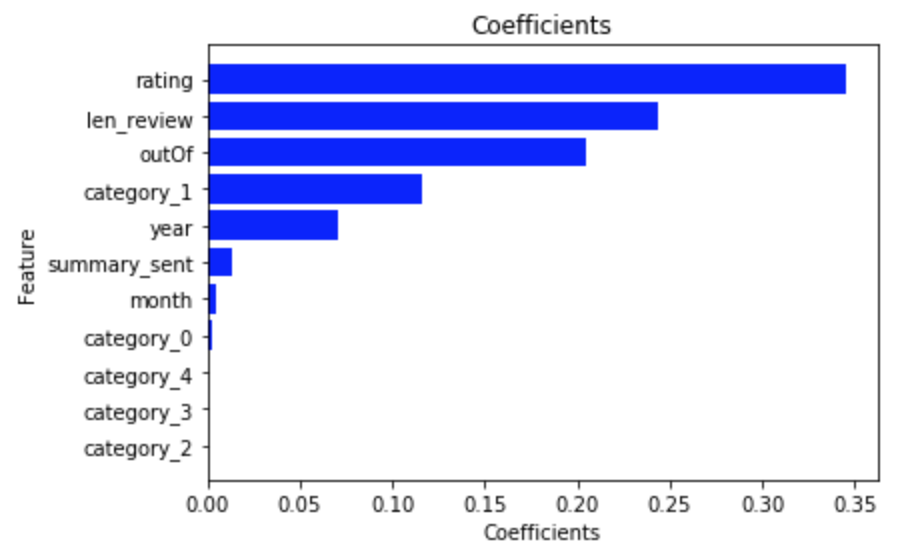 Coefficients
rating
len_review
outOf
category_1
year
summary_sent
month
category_0
category_4
category_3
category_2
Feature
0.00 0.05 0.10 0.15 0.20 0.25 0.30 0.35
Coefficients